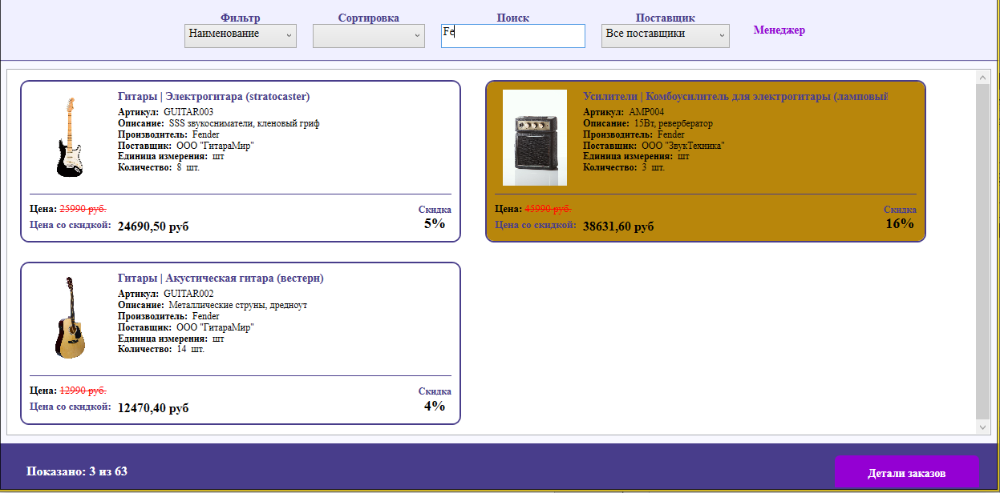 Фильтр Сортировка Поиск Поставщик
Наименование Fe Все поставщики Менеджер
Гитары | Электрогитара (stratocaster)
Артикул: GUITAR003
Описание: SSS звукосниматели, кленовый гриф
Производитель: Fender
Поставщик: ООО "ГитараМир"
Единица измерения: шт
Количество: 8 шт.
Цена: 25990 руб.
Цена со скидкой: 24690,50 руб
Скидка
5%
Усилители | Комбоусилитель для электрогитары (ламповый
Артикул: AMP004
Описание: 15Вт, ревербератор
Производитель: Fender
Поставщик: ООО "ЗвукТехника"
Единица измерения: шт
Количество: 3 шт.
Цена: 45990 руб.
Цена со скидкой: 38631,60 руб
Скидка
16%
Гитары | Акустическая гитара (вестерн)
Артикул: GUITAR002
Описание: Металлические струны, дредноут
Производитель: Fender
Поставщик: ООО "ГитараМир"
Единица измерения: шт
Количество: 14 шт.
Цена: 12990 руб.
Цена со скидкой: 12470,40 руб
Скидка
4%
Показано: 3 из 63
Детали заказов